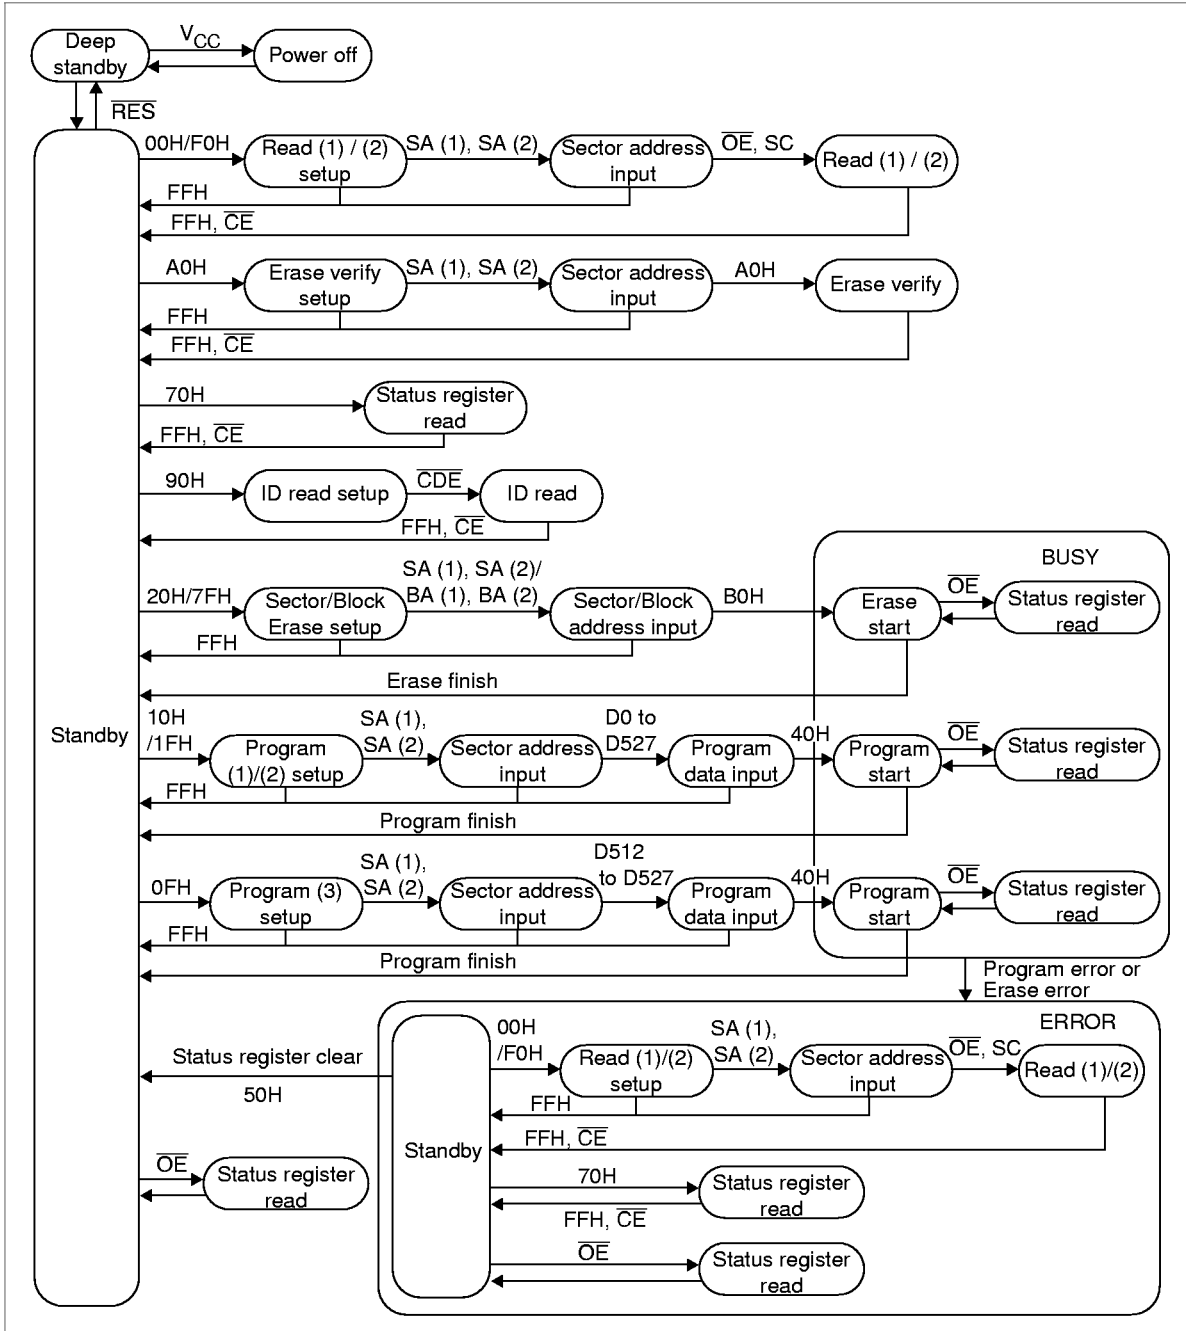 Deep
standby
VCC
Power off
RES
00H/F0H
Read (1) / (2)
setup
SA (1), SA (2)
Sector address
input
OE, SC
Read (1) / (2)
FFH
FFH, CE
A0H
Erase verify
setup
SA (1), SA (2)
Sector address
input
A0H
Erase verify
FFH
FFH, CE
70H
Status register
read
FFH, CE
90H
ID read setup
CDE
ID read
FFH, CE
BUSY
20H/7FH
Sector/Block
Erase setup
SA (1), SA (2)/
BA (1), BA (2)
Sector/Block
address input
B0H
Erase
start
OE
Status register
read
FFH
Erase finish
Standby
10H
/1FH
Program
(1)/(2) setup
SA (1),
SA (2)
Sector address
input
D0 to
D527
Program
data input
40H
Program
start
OE
Status register
read
FFH
Program finish
0FH
Program (3)
setup
SA (1),
SA (2)
Sector address
input
D512
to D527
Program
data input
40H
Program
start
OE
Status register
read
FFH
Program finish
Program error or
Erase error
ERROR
Status register clear
50H
Standby
00H
/F0H
Read (1)/(2)
setup
SA (1),
SA (2)
Sector address
input
OE, SC
Read (1)/(2)
FFH
FFH, CE
70H
Status register
read
FFH, CE
OE
Status register
read
OE
Status register
read